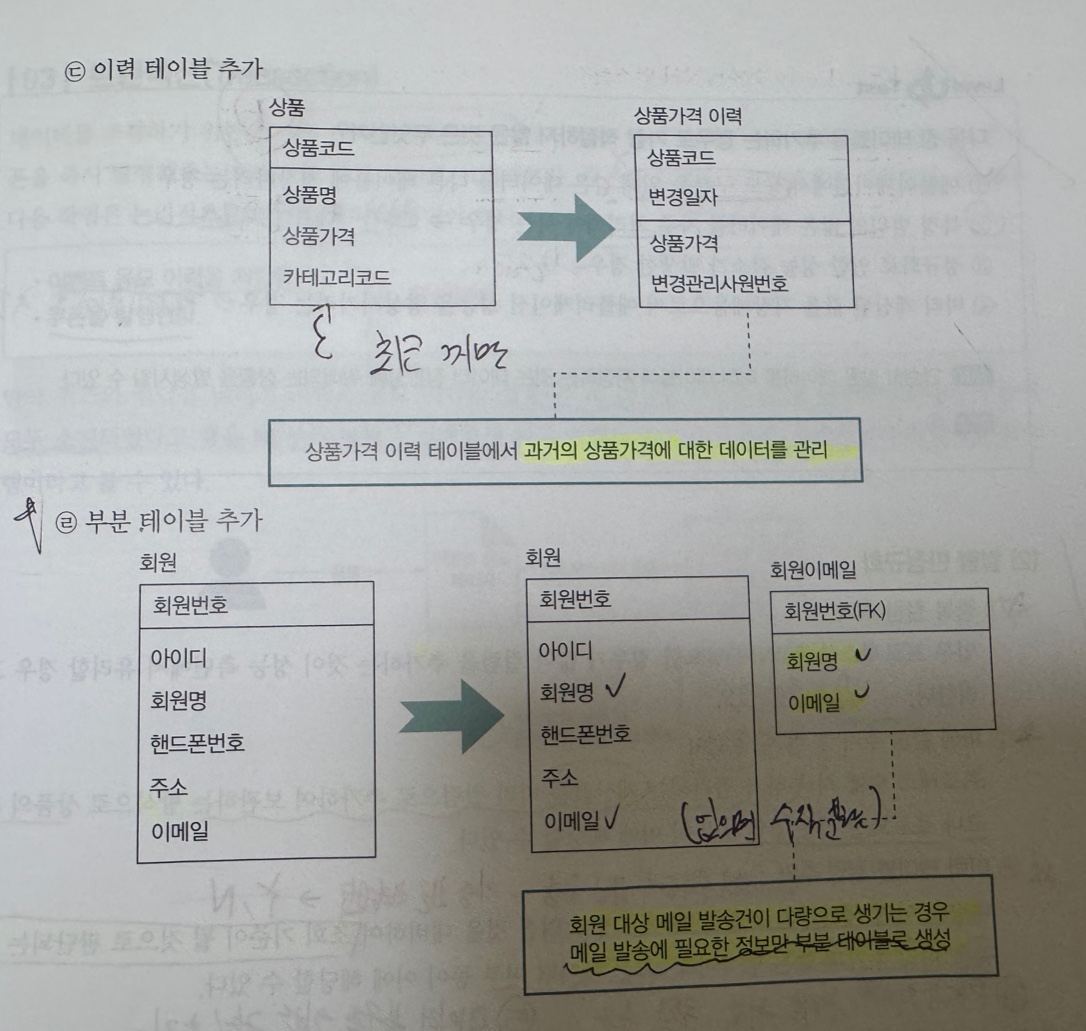 ㉢ 이력 테이블 추가
상품
상품코드
상품명
상품가격
카테고리코드
상품가격 이력
상품코드
변경일자
상품가격
변경관리사원번호
최근 꺼만
상품가격 이력 테이블에서 과거의 상품가격에 대한 데이터를 관리
㉣ 부분 테이블 추가
회원
회원번호
아이디
회원명
핸드폰번호
주소
이메일
회원
회원번호
아이디
회원명
핸드폰번호
주소
이메일
회원이메일
회원번호(FK)
회원명
이메일
(없으면 수직분할)
회원 대상 메일 발송건이 다량으로 생기는 경우
메일 발송에 필요한 정보만 부분 테이블로 생성